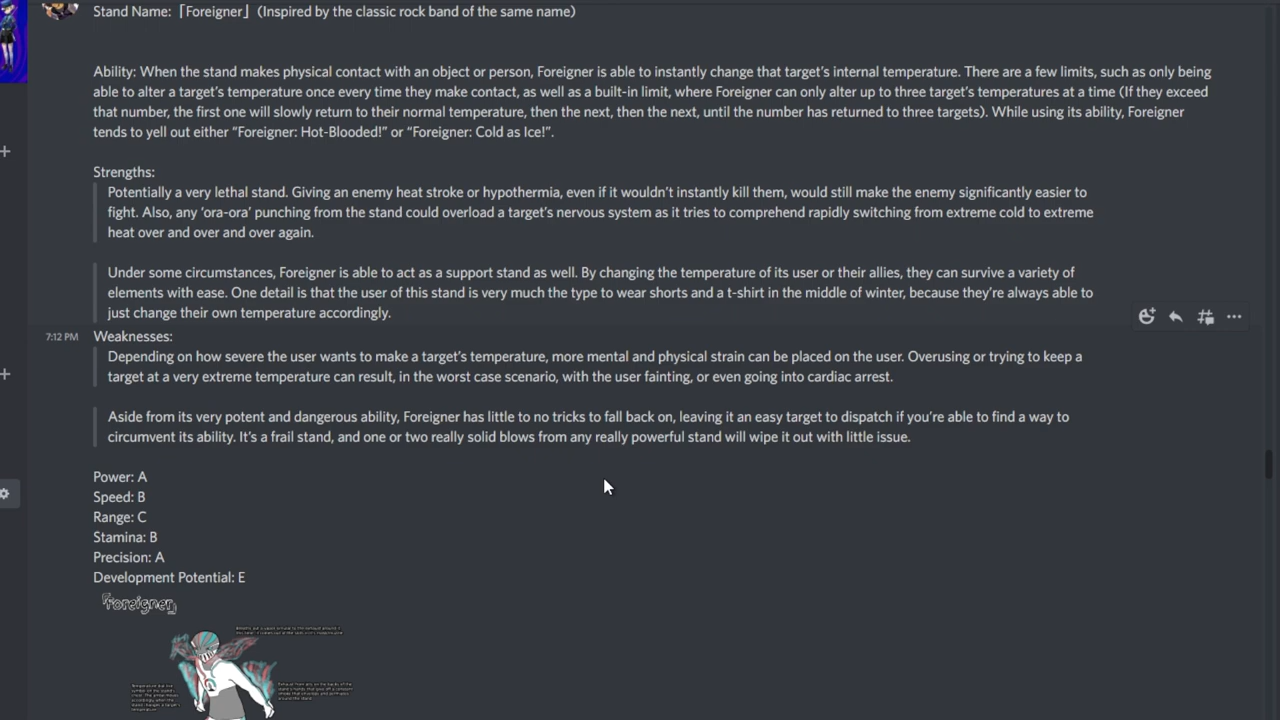 Stand Name: 「Foreigner」 (Inspired by the classic rock band of the same name)
Ability: When the stand makes physical contact with an object or person, Foreigner is able to instantly change that target's internal temperature. There are a few limits, such as only being
able to alter a target's temperature once every time they make contact, as well as a built-in limit, where Foreigner can only alter up to three target's temperatures at a time (If they exceed
that number, the first one will slowly return to their normal temperature, then the next, then the next, until the number has returned to three targets). While using its ability, Foreigner
tends to yell out either “Foreigner: Hot-Blooded!” or “Foreigner: Cold as Ice!”.
Strengths:
Potentially a very lethal stand. Giving an enemy heat stroke or hypothermia, even if it wouldn't instantly kill them, would still make the enemy significantly easier to
fight. Also, any ‘ora-ora’ punching from the stand could overload a target's nervous system as it tries to comprehend rapidly switching from extreme cold to extreme
heat over and over and over again.
Under some circumstances, Foreigner is able to act as a support stand as well. By changing the temperature of its user or their allies, they can survive a variety of
elements with ease. One detail is that the user of this stand is very much the type to wear shorts and a t-shirt in the middle of winter, because they're always able to
just change their own temperature accordingly.
7:12 PM Weaknesses:
Depending on how severe the user wants to make a target's temperature, more mental and physical strain can be placed on the user. Overusing or trying to keep a
target at a very extreme temperature can result, in the worst case scenario, with the user fainting, or even going into cardiac arrest.
Aside from its very potent and dangerous ability, Foreigner has little to no tricks to fall back on, leaving it an easy target to dispatch if you're able to find a way to
circumvent its ability. It's a frail stand, and one or two really solid blows from any really powerful stand will wipe it out with little issue.
Power: A
Speed: B
Range: C
Stamina: B
Precision: A
Development Potential: E
「Foreigner」